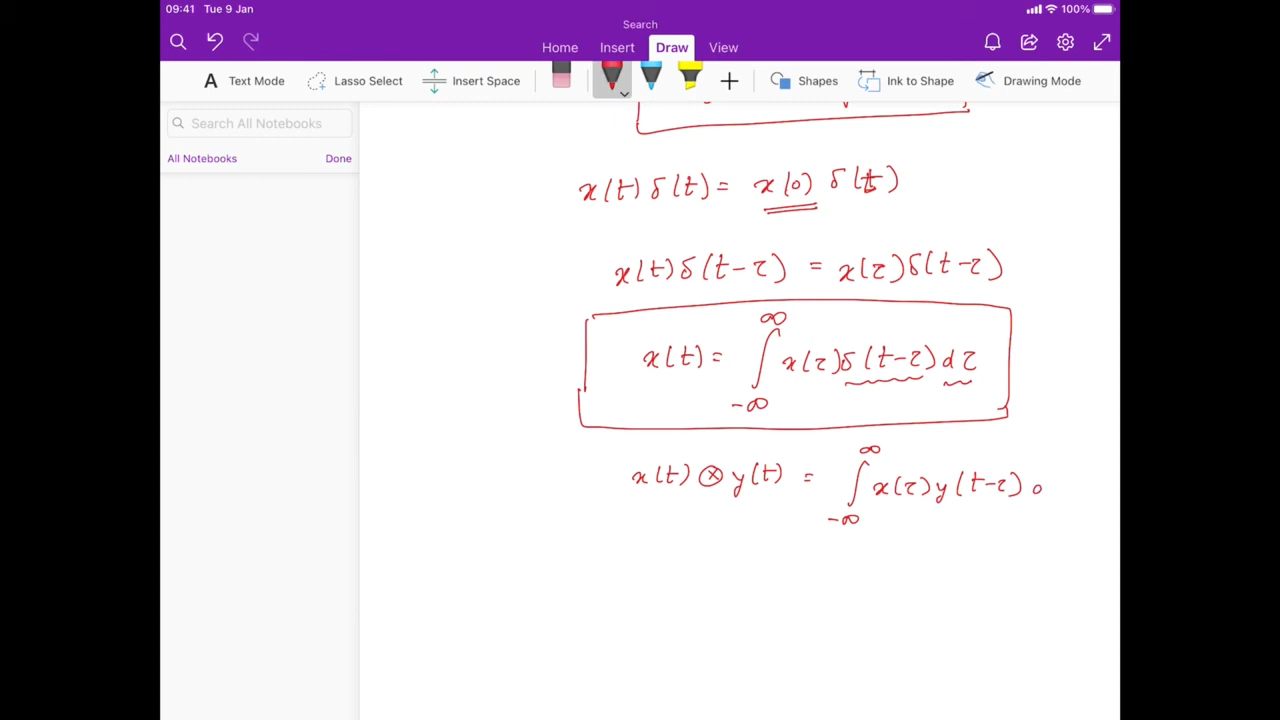 09:41 Tue 9 Jan
100%
Search
Home Insert Draw View
Text Mode Lasso Select Insert Space Shapes Ink to Shape Drawing Mode
Search All Notebooks
All Notebooks Done
x(t) δ(t) = x(0) δ(t)
x(t) δ(t-τ) = x(τ) δ(t-τ)
x(t) = ∫_{-∞}^{∞} x(τ) δ(t-τ) dτ
x(t) ⊗ y(t) = ∫_{-∞}^{∞} x(τ) y(t-τ)